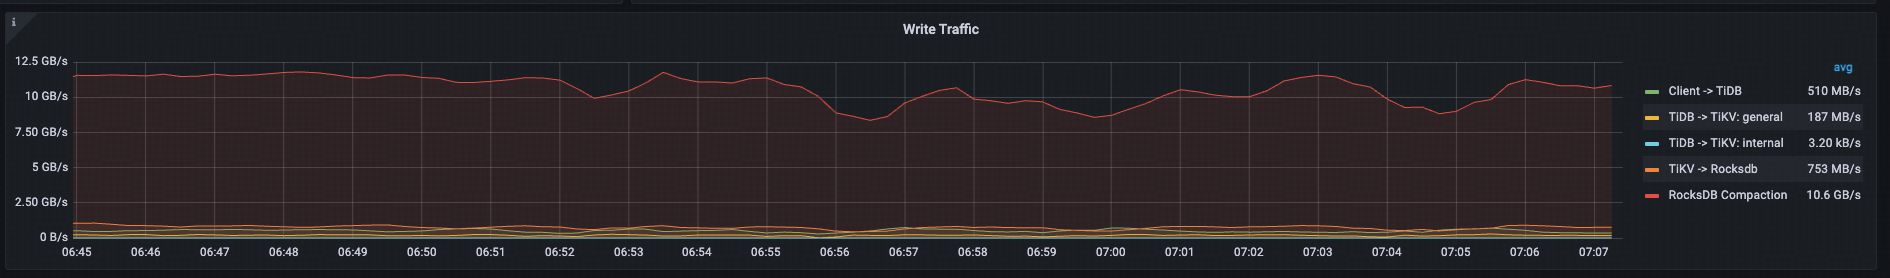 i
Write Traffic
12.5 GB/s
10 GB/s
7.50 GB/s
5 GB/s
2.50 GB/s
0 B/s
06:45 06:46 06:47 06:48 06:49 06:50 06:51 06:52 06:53 06:54 06:55 06:56 06:57 06:58 06:59 07:00 07:01 07:02 07:03 07:04 07:05 07:06 07:07
avg
Client -> TiDB 510 MB/s
TiDB -> TiKV: general 187 MB/s
TiDB -> TiKV: internal 3.20 kB/s
TiKV -> Rocksdb 753 MB/s
RocksDB Compaction 10.6 GB/s